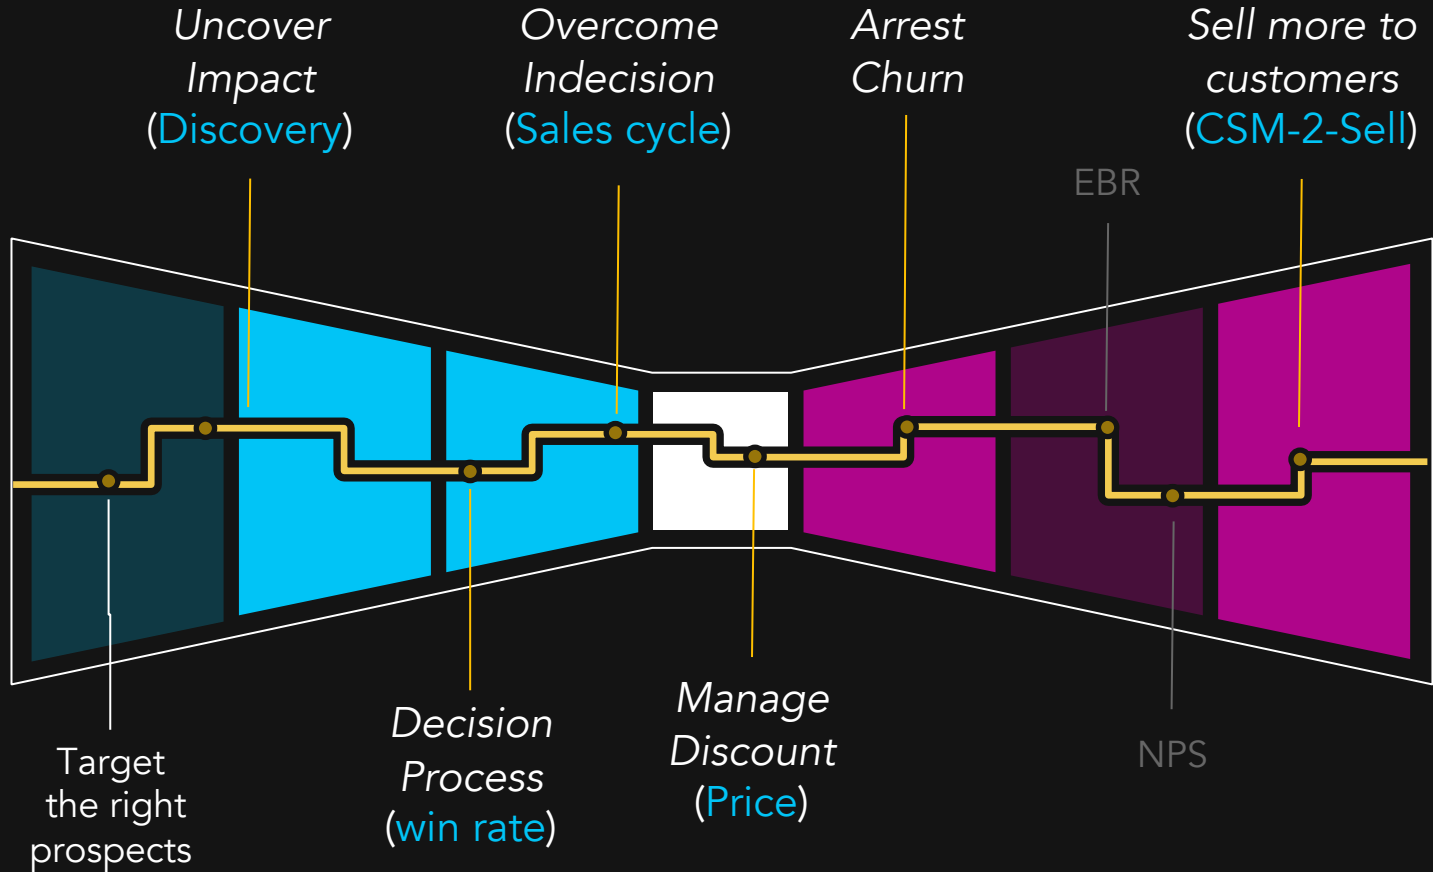 Uncover
Impact
(Discovery)
Overcome
Indecision
(Sales cycle)
Arrest
Churn
Sell more to
customers
(CSM-2-Sell)
EBR
Target
the right
prospects
Decision
Process
(win rate)
Manage
Discount
(Price)
NPS